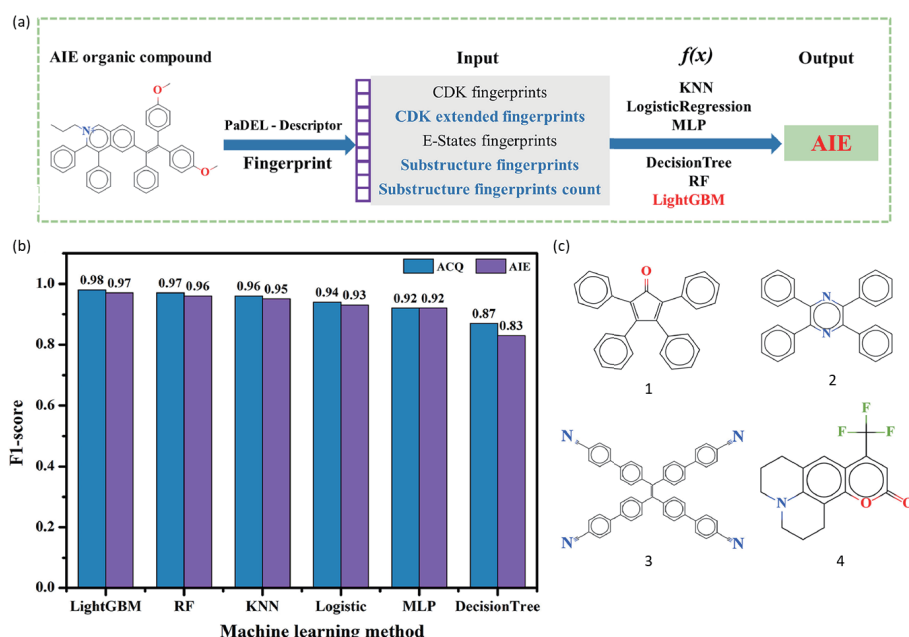 (a)
AIE organic compound
Input
f(x)
Output
O
N
O
PaDEL - Descriptor
Fingerprint
CDK fingerprints
CDK extended fingerprints
E-States fingerprints
Substructure fingerprints
Substructure fingerprints count
KNN
LogisticRegression
MLP
DecisionTree
RF
LightGBM
AIE
(b)
ACQ
AIE
F1-score
1.0
0.8
0.6
0.4
0.2
0.0
0.98 0.97
0.97 0.96
0.96 0.95
0.94 0.93
0.92 0.92
0.87
0.83
LightGBM RF KNN Logistic MLP DecisionTree
Machine learning method
(c)
O
1
N
N
2
N
N
N
N
3
F
F
F
N
O
O
4